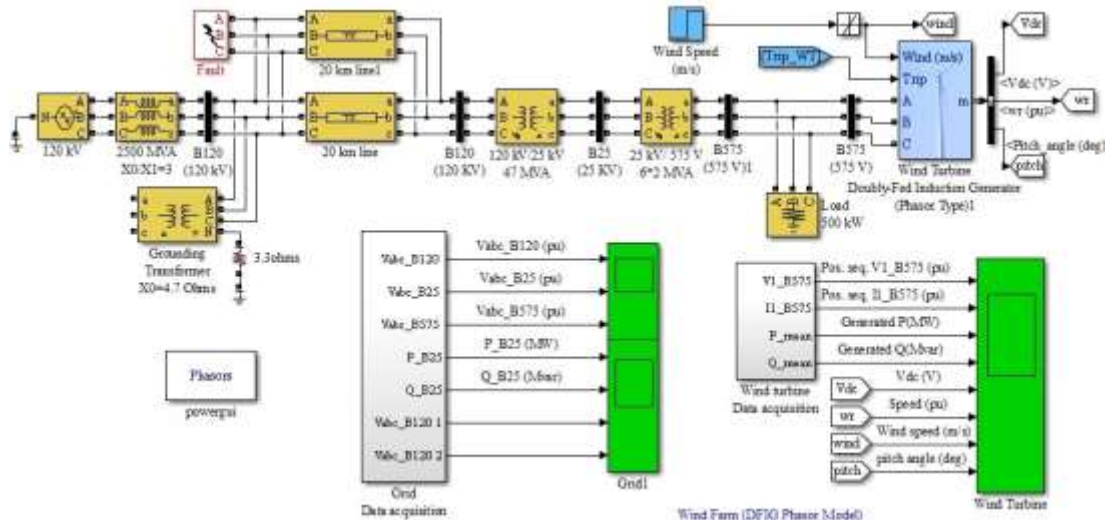 A
B
C
Fault
A
B
C
a
b
c
20 km line1
Wind Speed
(m/s)
wind
Vdc
[Trip_WT]
Wind (m/s)
Trip
A
B
C
m
<Vdc (V)>
<wr (pu)>
wr
<Pitch_angle (deg)>
pitch
Wind Turbine
Doubly-Fed Induction Generator
(Phasor Type)1
N
A
B
C
120 kV
A
B
C
a
b
c
2500 MVA
X0/X1=3
B120
(120 kV)
A
B
C
a
b
c
20 km line
B120
(120 KV)
A
B
C
a
b
c
120 kV/25 kV
47 MVA
B25
(25 KV)
A
B
C
a
b
c
25 kV/ 575 V
6*2 MVA
B575
(575 V)1
B575
(575 V)
A
B
C
Load
500 kW
a
b
c
Grounding
Transformer
X0=4.7 Ohms
3.3ohms
Vabc_B120
Vabc_B25
Vabc_B575
P_B25
Q_B25
Vabc_B120 1
Vabc_B120 2
Grid
Data acquisition
Vabc_B120 (pu)
Vabc_B25 (pu)
Vabc_B575 (pu)
P_B25 (MW)
Q_B25 (Mvar)
Grid1
Phasors
powergui
V1_B575
I1_B575
P_mean
Q_mean
Wind turbine
Data acquisition
Pos. seq. V1_B575 (pu)
Pos. seq. I1_B575 (pu)
Generated P(MW)
Generated Q(Mvar)
Vdc
Vdc (V)
wr
Speed (pu)
wind
Wind speed (m/s)
pitch
pitch angle (deg)
Wind Turbine
Wind Farm (DFIG Phasor Model)